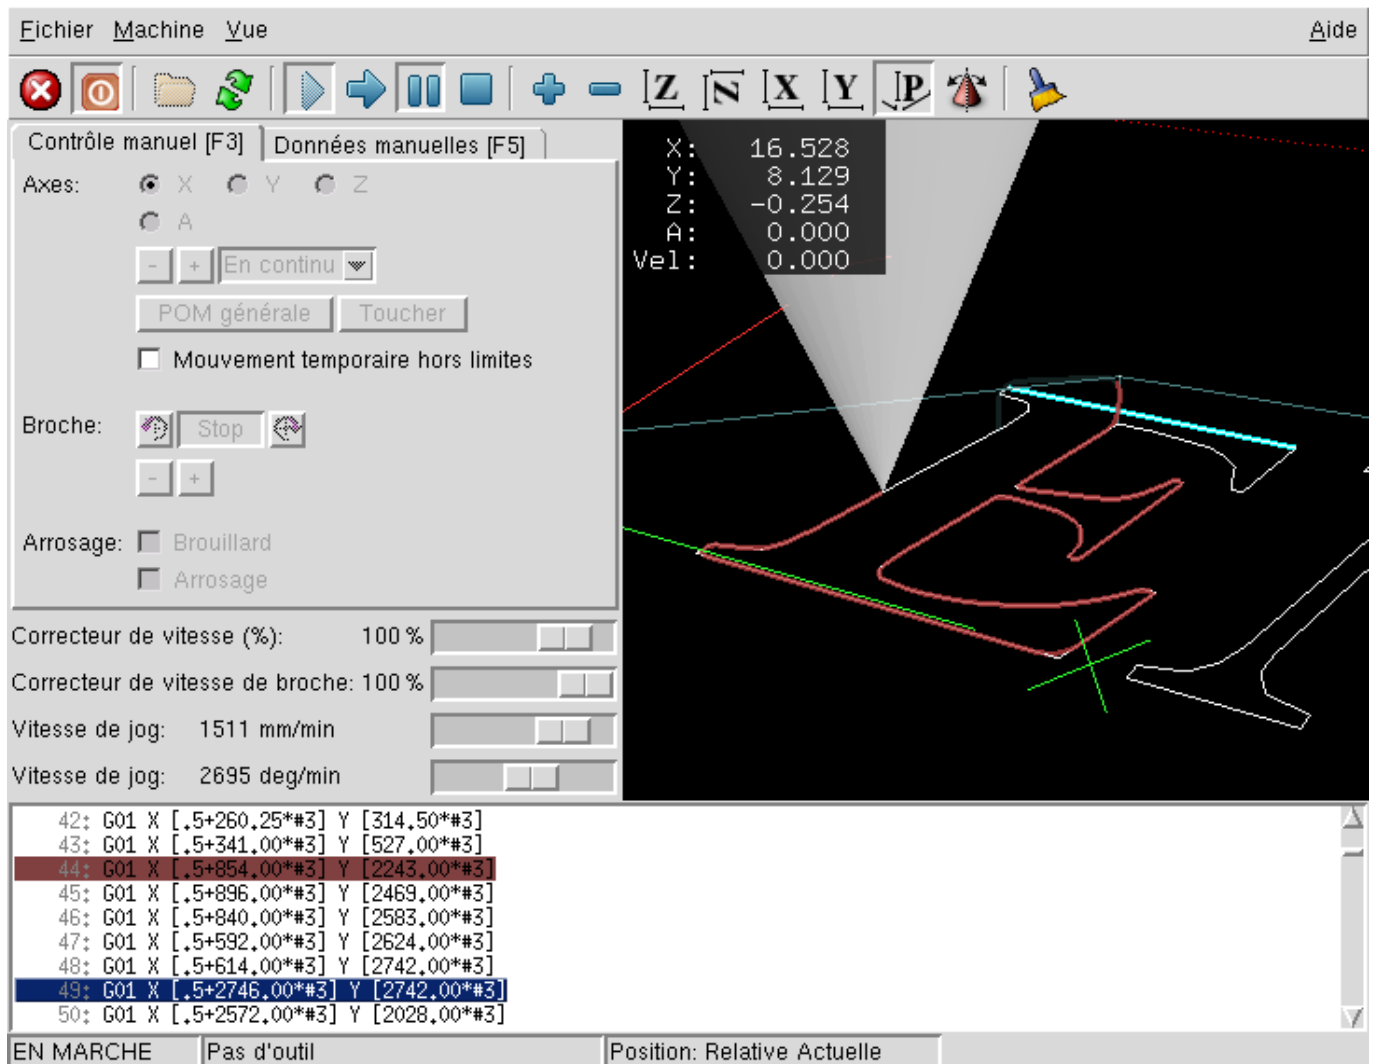 Fichier Machine Vue Aide
Z N X Y P
Contrôle manuel [F3] Données manuelles [F5]
Axes: X Y Z
A
- + En continu
POM générale Toucher
Mouvement temporaire hors limites
Broche: Stop
- +
Arrosage: Brouillard
Arrosage
Correcteur de vitesse (%): 100 %
Correcteur de vitesse de broche: 100 %
Vitesse de jog: 1511 mm/min
Vitesse de jog: 2695 deg/min
X: 16.528
Y: 8.129
Z: -0.254
A: 0.000
Vel: 0.000
42: G01 X [.5+260.25*#3] Y [314.50*#3]
43: G01 X [.5+341.00*#3] Y [527.00*#3]
44: G01 X [.5+854.00*#3] Y [2243.00*#3]
45: G01 X [.5+896.00*#3] Y [2469.00*#3]
46: G01 X [.5+840.00*#3] Y [2583.00*#3]
47: G01 X [.5+592.00*#3] Y [2624.00*#3]
48: G01 X [.5+614.00*#3] Y [2742.00*#3]
49: G01 X [.5+2746.00*#3] Y [2742.00*#3]
50: G01 X [.5+2572.00*#3] Y [2028.00*#3]
EN MARCHE Pas d'outil Position: Relative Actuelle